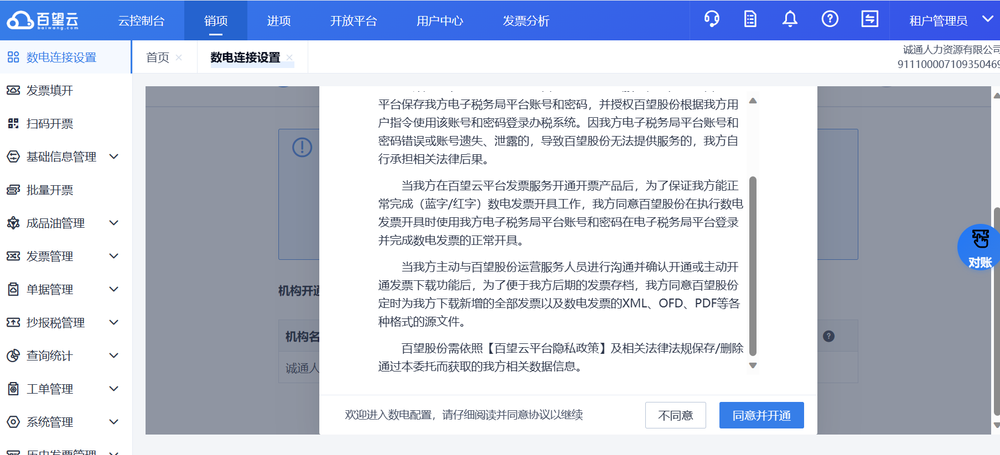 百望云
baiwang.com
云控制台
销项
进项
开放平台
用户中心
发票分析
租户管理员
数电连接设置
首页
数电连接设置
诚通人力资源有限公司
91110000710935046
发票填开
扫码开票
基础信息管理
批量开票
成品油管理
发票管理
单据管理
抄报税管理
查询统计
工单管理
系统管理
历史发票管理
平台保存我方电子税务局平台账号和密码，并授权百望股份根据我方用
户指令使用该账号和密码登录办税系统。因我方电子税务局平台账号和
密码错误或账号遗失、泄露的，导致百望股份无法提供服务的，我方自
行承担相关法律后果。
当我方在百望云平台发票服务开通开票产品后，为了保证我方能正
常完成（蓝字/红字）数电发票开具工作，我方同意百望股份在执行数电
发票开具时使用我方电子税务局平台账号和密码在电子税务局平台登录
并完成数电发票的正常开具。
当我方主动与百望股份运营服务人员进行沟通并确认开通或主动开
通发票下载功能后，为了便于我方后期的发票存档，我方同意百望股份
定时为我方下载新增的全部发票以及数电发票的XML、OFD、PDF等各
种格式的源文件。
百望股份需依照【百望云平台隐私政策】及相关法律法规保存/删除
通过本委托而获取的我方相关数据信息。
机构开通
机构名
诚通人
对账
欢迎进入数电配置，请仔细阅读并同意协议以继续
不同意
同意并开通